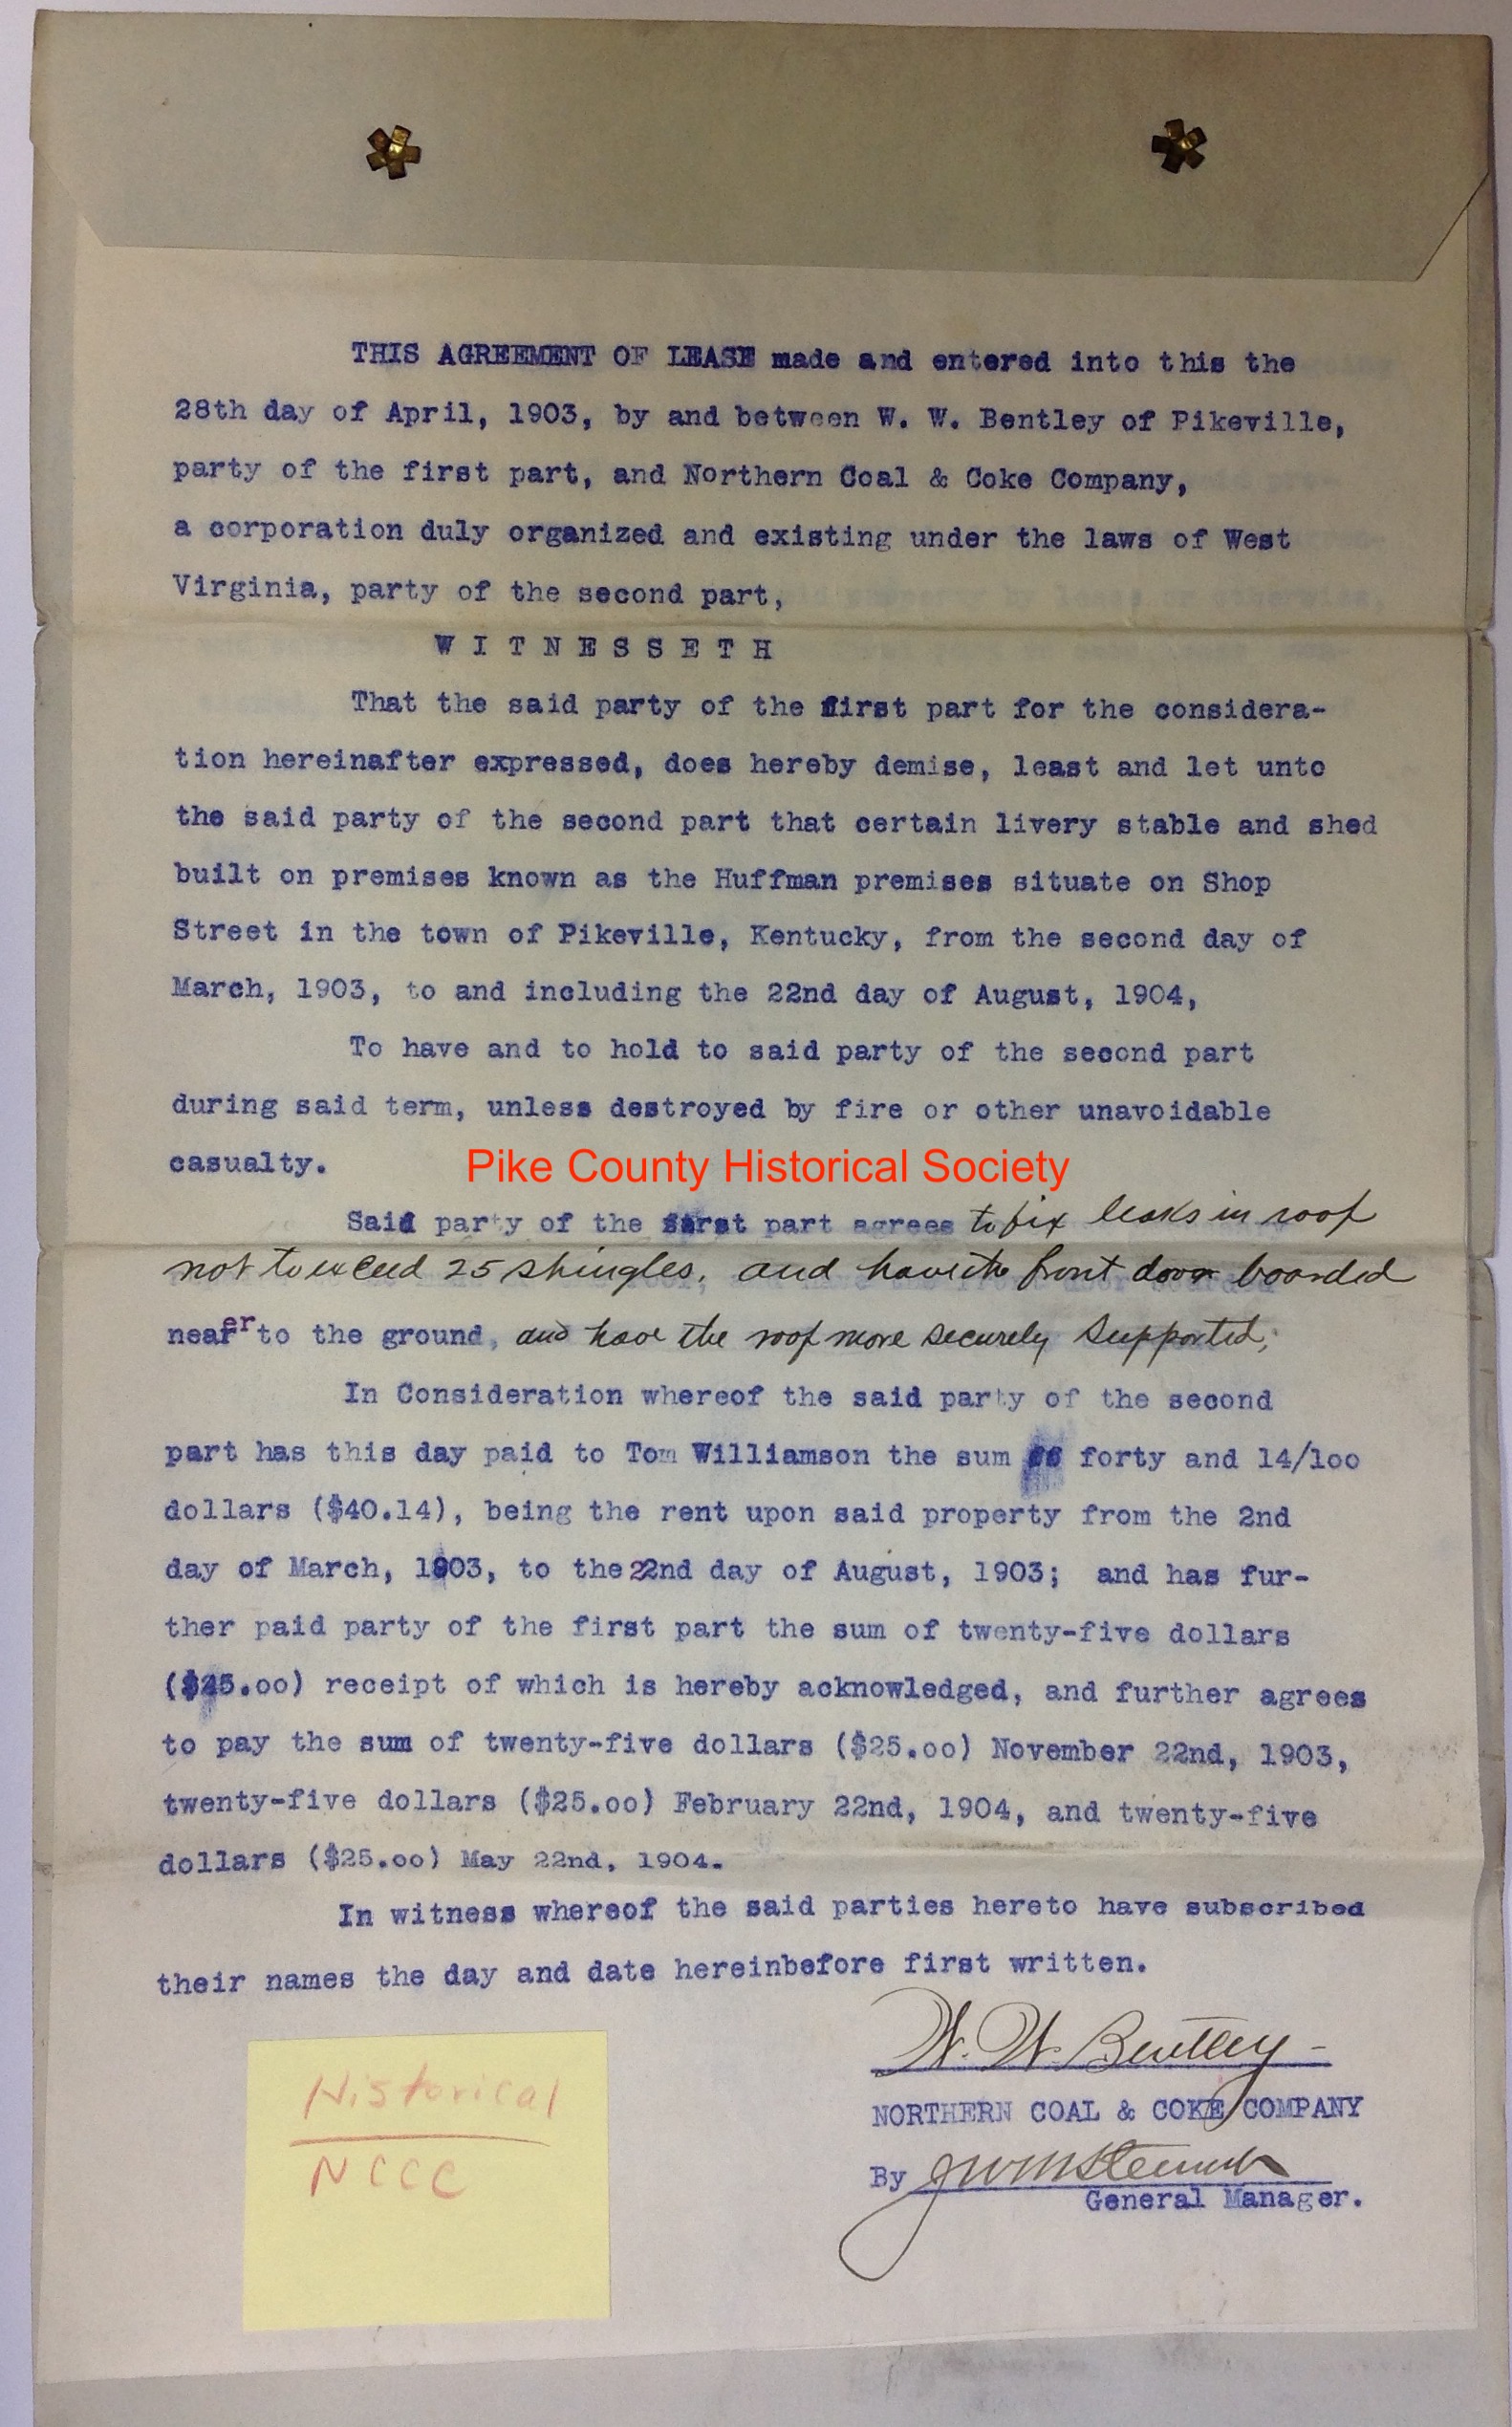 THIS AGREEMENT OF LEASE made and entered into this the
28th day of April, 1903, by and between W. W. Bentley of Pikeville,
party of the first part, and Northern Coal & Coke Company,
a corporation duly organized and existing under the laws of West
Virginia, party of the second part,
W I T N E S S E T H
That the said party of the first part for the considera-
tion hereinafter expressed, does hereby demise, least and let unto
the said party of the second part that certain livery stable and shed
built on premises known as the Huffman premises situate on Shop
Street in the town of Pikeville, Kentucky, from the second day of
March, 1903, to and including the 22nd day of August, 1904,
To have and to hold to said party of the second part
during said term, unless destroyed by fire or other unavoidable
casualty.
Pike County Historical Society
Said party of the first part agrees to fix leaks in roof
not to exceed 25 shingles, and have the front door boarded
nearer to the ground, and have the roof more securely supported,
In Consideration whereof the said party of the second
part has this day paid to Tom Williamson the sum of forty and 14/100
dollars ($40.14), being the rent upon said property from the 2nd
day of March, 1903, to the 22nd day of August, 1903; and has fur-
ther paid party of the first part the sum of twenty-five dollars
($25.00) receipt of which is hereby acknowledged, and further agrees
to pay the sum of twenty-five dollars ($25.00) November 22nd, 1903,
twenty-five dollars ($25.00) February 22nd, 1904, and twenty-five
dollars ($25.00) May 22nd, 1904.
In witness whereof the said parties hereto have subscribed
their names the day and date hereinbefore first written.
W. W. Bentley
NORTHERN COAL & COKE COMPANY
By
General Manager.
Historical
NCCC